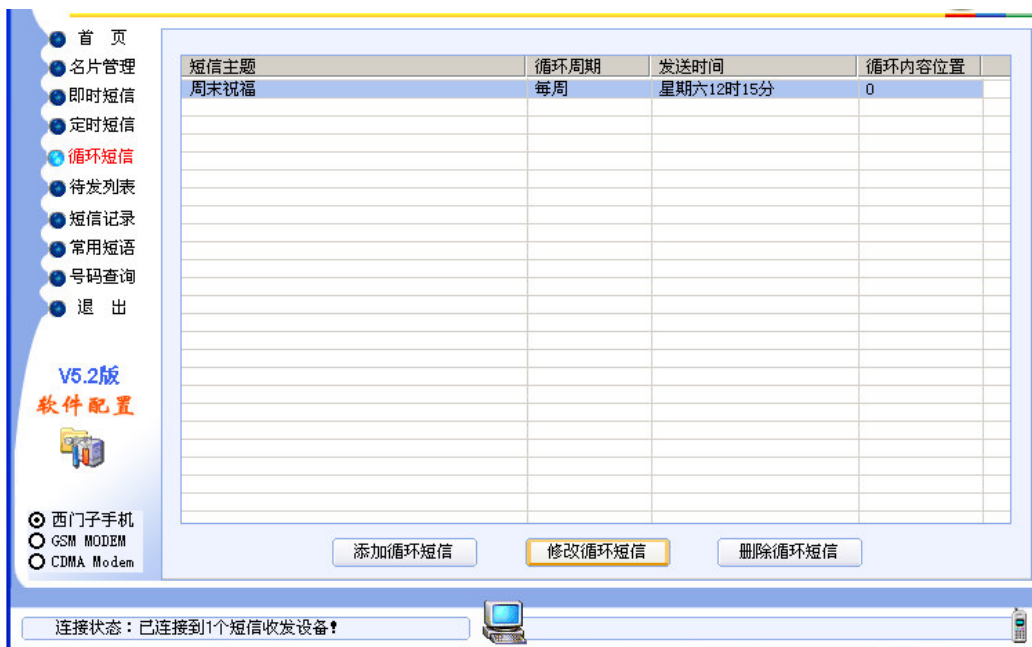 首 页
名片管理
即时短信
定时短信
循环短信
待发列表
短信记录
常用短语
号码查询
退 出
V5.2版
软件配置
西门子手机
GSM MODEM
CDMA Modem
短信主题 循环周期 发送时间 循环内容位置
周末祝福 每周 星期六12时15分 0
添加循环短信 修改循环短信 删除循环短信
连接状态：已连接到1个短信收发设备!